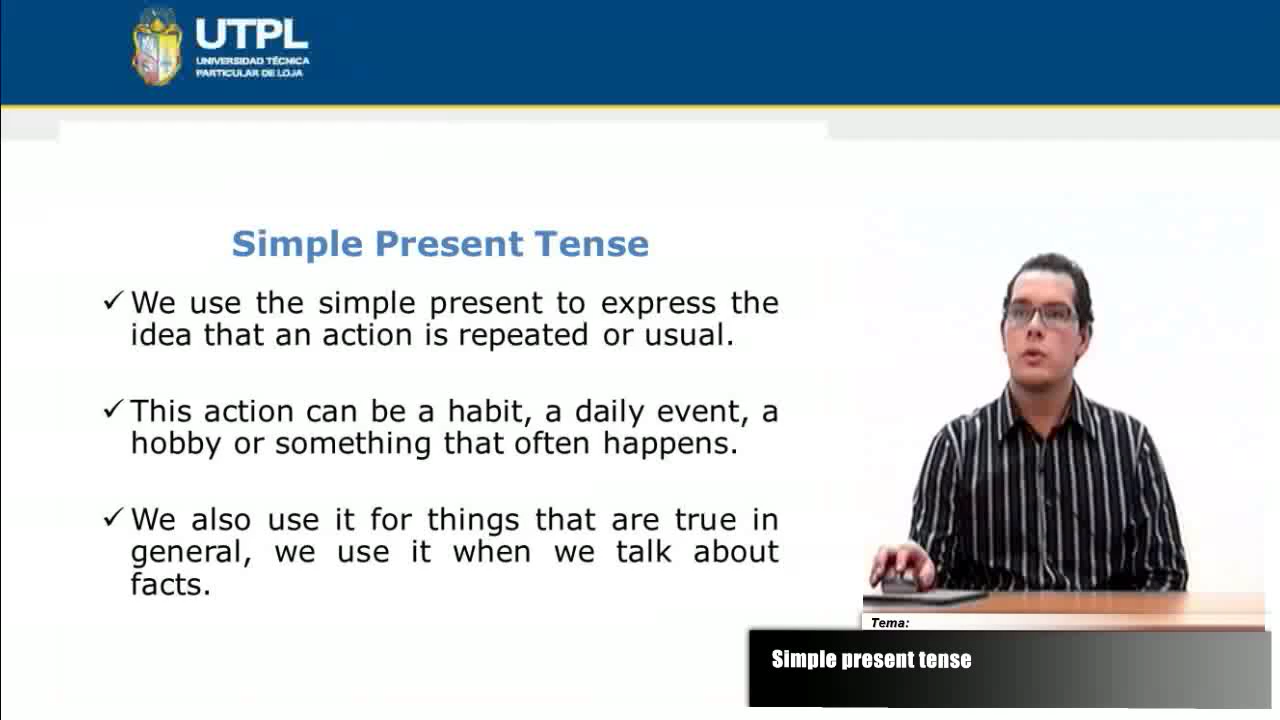 UTPL
UNIVERSIDAD TÉCNICA
PARTICULAR DE LOJA
Simple Present Tense
✓ We use the simple present to express the
idea that an action is repeated or usual.
✓ This action can be a habit, a daily event, a
hobby or something that often happens.
✓ We also use it for things that are true in
general, we use it when we talk about
facts.
Tema:
Simple present tense